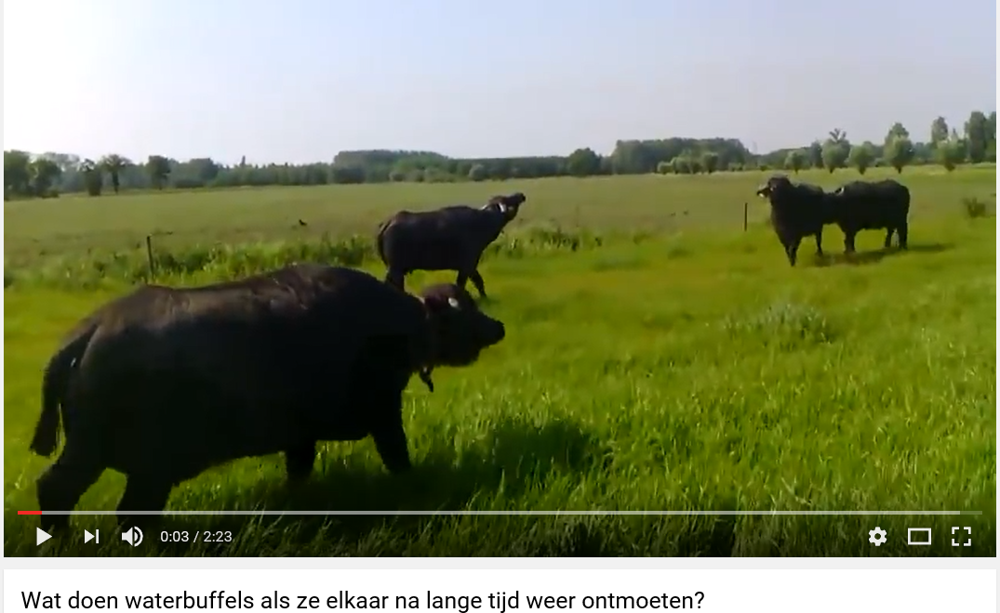 0:03 / 2:23
Wat doen waterbuffels als ze elkaar na lange tijd weer ontmoeten?